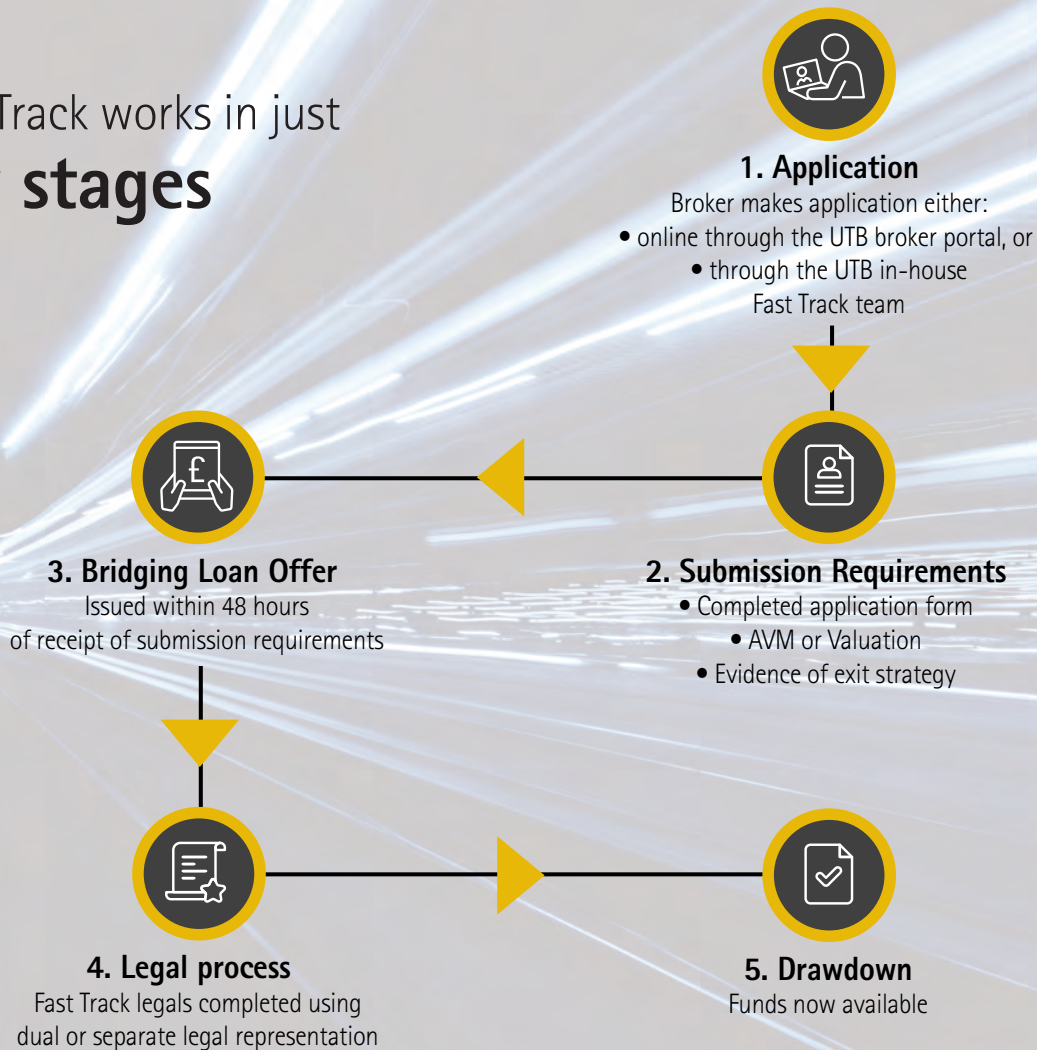 Track works in just
stages
1. Application
Broker makes application either:
• online through the UTB broker portal, or
• through the UTB in-house
Fast Track team
2. Submission Requirements
• Completed application form
• AVM or Valuation
• Evidence of exit strategy
£
3. Bridging Loan Offer
Issued within 48 hours
of receipt of submission requirements
4. Legal process
Fast Track legals completed using
dual or separate legal representation
5. Drawdown
Funds now available